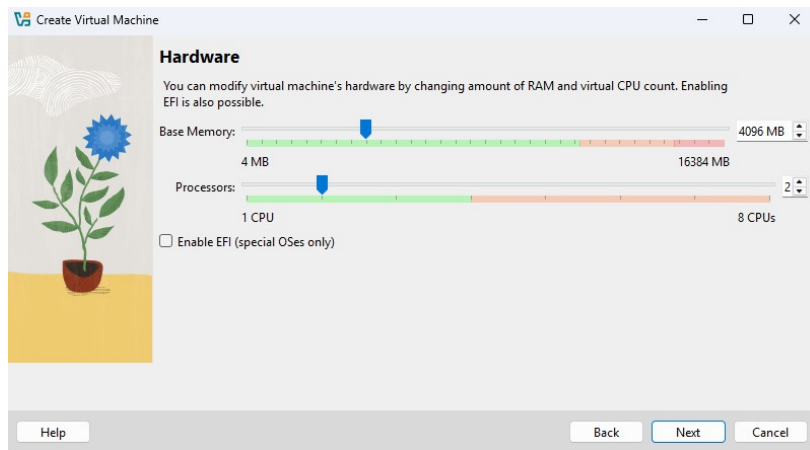 Create Virtual Machine
Hardware
You can modify virtual machine's hardware by changing amount of RAM and virtual CPU count. Enabling
EFI is also possible.
Base Memory: 4096 MB
4 MB 16384 MB
Processors: 2
1 CPU 8 CPUs
Enable EFI (special OSes only)
Help Back Next Cancel